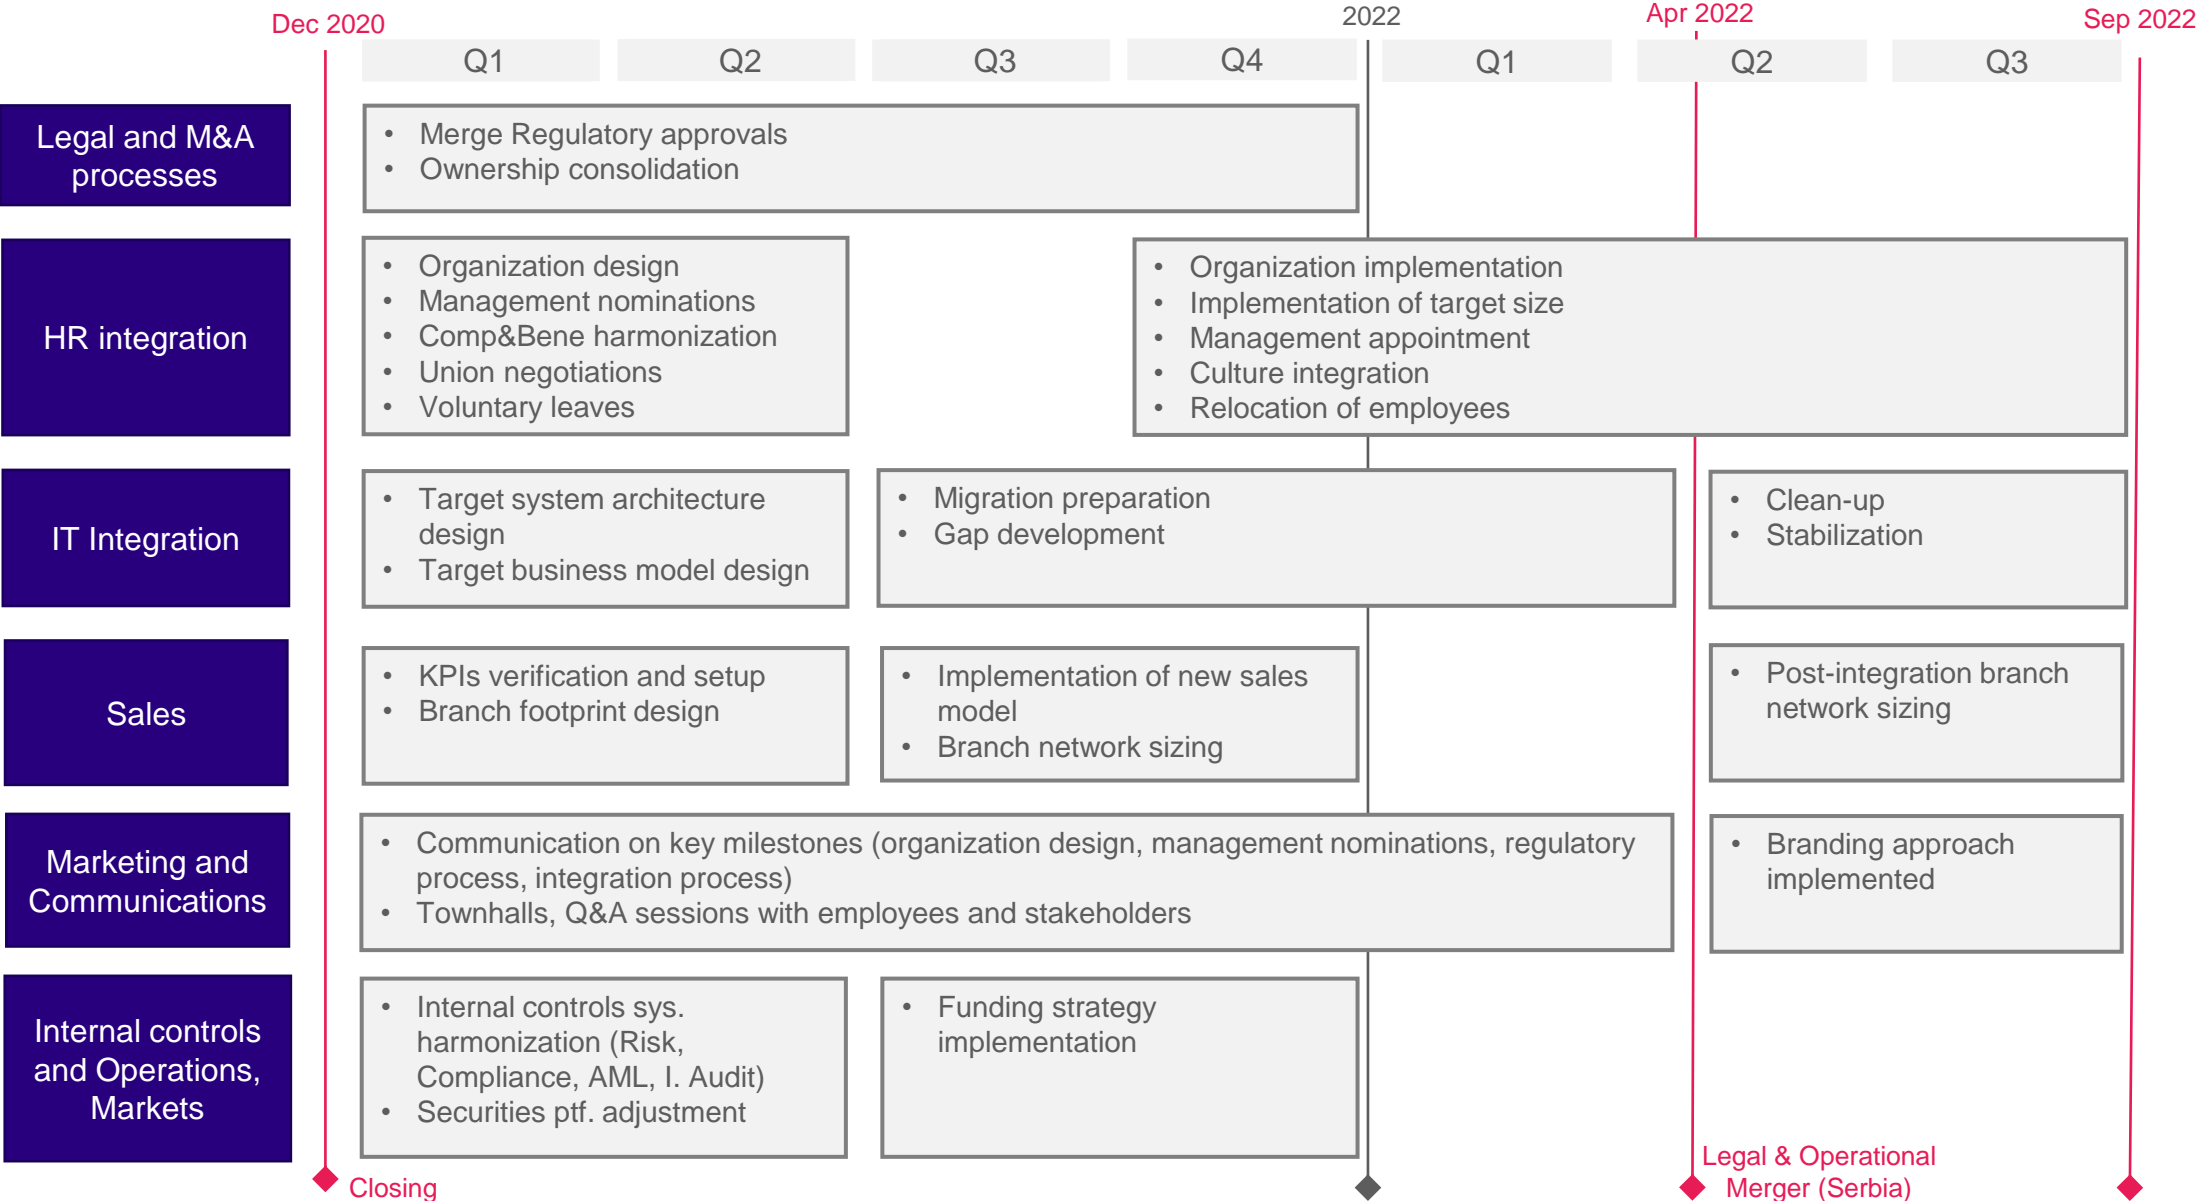 Dec 2020
2022
Apr 2022
Sep 2022
Q1
Q2
Q3
Q4
Q1
Q2
Q3
Legal and M&A
processes
• Merge Regulatory approvals
• Ownership consolidation
HR integration
• Organization design
• Management nominations
• Comp&Bene harmonization
• Union negotiations
• Voluntary leaves
• Organization implementation
• Implementation of target size
• Management appointment
• Culture integration
• Relocation of employees
IT Integration
• Target system architecture
design
• Target business model design
• Migration preparation
• Gap development
• Clean-up
• Stabilization
Sales
• KPIs verification and setup
• Branch footprint design
• Implementation of new sales
model
• Branch network sizing
• Post-integration branch
network sizing
Marketing and
Communications
• Communication on key milestones (organization design, management nominations, regulatory
process, integration process)
• Townhalls, Q&A sessions with employees and stakeholders
• Branding approach
implemented
Internal controls
and Operations,
Markets
• Internal controls sys.
harmonization (Risk,
Compliance, AML, I. Audit)
• Securities ptf. adjustment
• Funding strategy
implementation
Closing
Legal & Operational
Merger (Serbia)